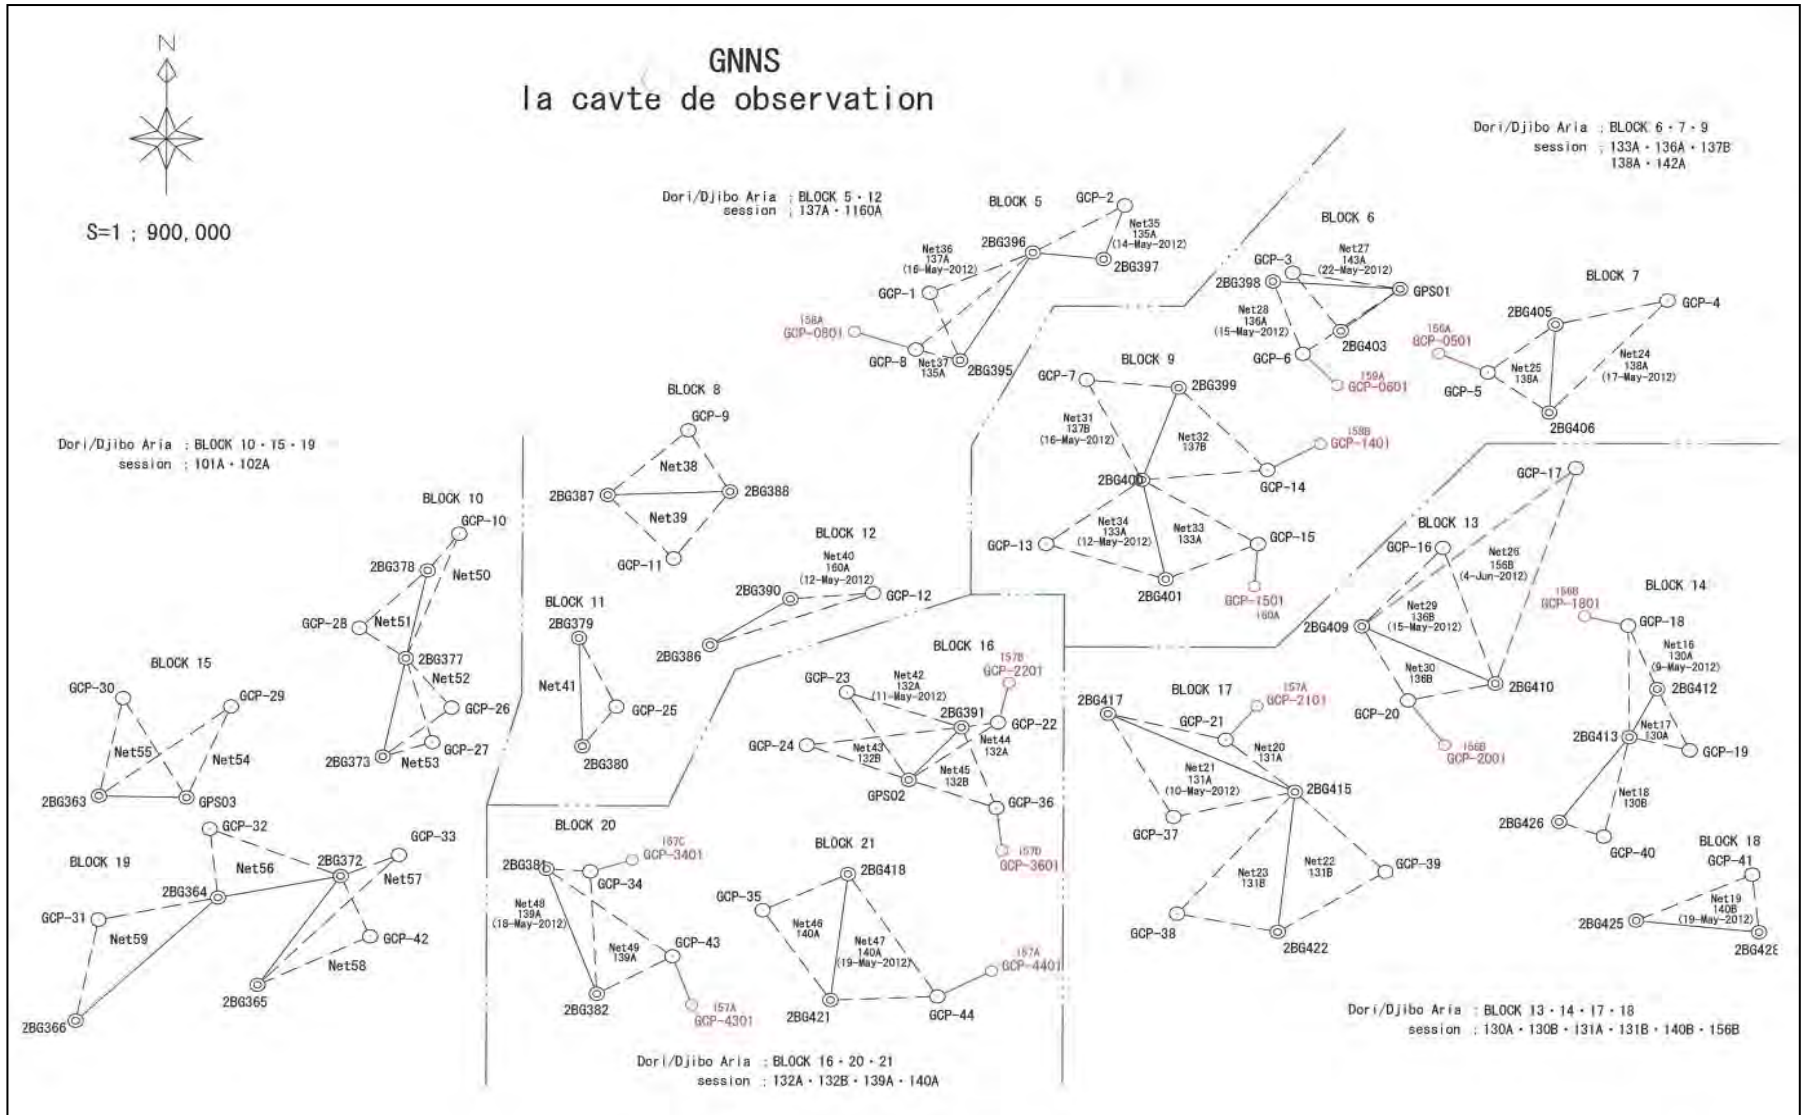 N
GNNS
la cavte de observation
S=1 ; 900,000
Dori/Djibo Aria ; BLOCK 6・7・9
session ; 133A・136A・137B
138A・142A
Dori/Djibo Aria ; BLOCK 5・12
session ; 137A・1160A
BLOCK 5
GCP-2
Net35
135A
(14-May-2012)
2BG396
2BG397
Net36
137A
(16-May-2012)
GCP-1
158A
GCP-0801
GCP-8
Net37
135A
2BG395
BLOCK 6
Net27
143A
(22-May-2012)
GCP-3
2BG398
GPS01
Net28
136A
(15-May-2012)
2BG403
GCP-6
159A
GCP-0601
BLOCK 7
GCP-4
2BG405
156A
GCP-0501
Net24
138A
(17-May-2012)
Net25
138A
GCP-5
2BG406
BLOCK 9
GCP-7
2BG399
Net31
137B
(16-May-2012)
Net32
137B
158B
GCP-1401
GCP-14
2BG400
Net34
133A
(12-May-2012)
Net33
133A
GCP-13
GCP-15
2BG401
GCP-1501
160A
BLOCK 8
GCP-9
Net38
2BG387
2BG388
Net39
GCP-11
Dori/Djibo Aria ; BLOCK 10・15・19
session ; 101A・102A
BLOCK 10
GCP-10
2BG378
Net50
GCP-28
Net51
2BG377
Net52
GCP-26
GCP-27
2BG373
Net53
BLOCK 12
Net40
160A
(12-May-2012)
2BG390
GCP-12
2BG386
BLOCK 11
2BG379
Net41
GCP-25
2BG380
GCP-17
BLOCK 13
GCP-16
Net26
156B
(4-Jun-2012)
2BG409
Net29
136B
(15-May-2012)
Net30
136B
2BG410
GCP-20
156B
GCP-2001
BLOCK 14
156B
GCP-1801
GCP-18
Net16
130A
(9-May-2012)
2BG412
Net17
130A
2BG413
GCP-19
Net18
130B
2BG426
GCP-40
BLOCK 15
GCP-30
GCP-29
Net55
Net54
2BG363
GPS03
BLOCK 16
157B
GCP-2201
GCP-23
Net42
132A
(11-May-2012)
2BG391
GCP-22
GCP-24
Net43
132B
Net44
132A
Net45
132B
GPS02
GCP-36
157D
GCP-3601
BLOCK 17
157A
GCP-2101
2BG417
GCP-21
Net20
131A
Net21
131A
(10-May-2012)
2BG415
GCP-37
Net22
131B
Net23
131B
GCP-39
GCP-38
2BG422
BLOCK 18
GCP-41
Net19
140B
(19-May-2012)
2BG425
2BG428
BLOCK 19
GCP-32
GCP-33
Net56
2BG372
Net57
2BG364
GCP-31
Net59
GCP-42
Net58
2BG365
2BG366
BLOCK 20
157C
GCP-3401
2BG381
GCP-34
Net48
139A
(18-May-2012)
Net49
139A
GCP-43
2BG382
157A
GCP-4301
BLOCK 21
2BG418
GCP-35
Net46
140A
Net47
140A
(19-May-2012)
157A
GCP-4401
2BG421
GCP-44
Dori/Djibo Aria ; BLOCK 16・20・21
session ; 132A・132B・139A・140A
Dori/Djibo Aria ; BLOCK 13・14・17・18
session ; 130A・130B・131A・131B・140B・156B